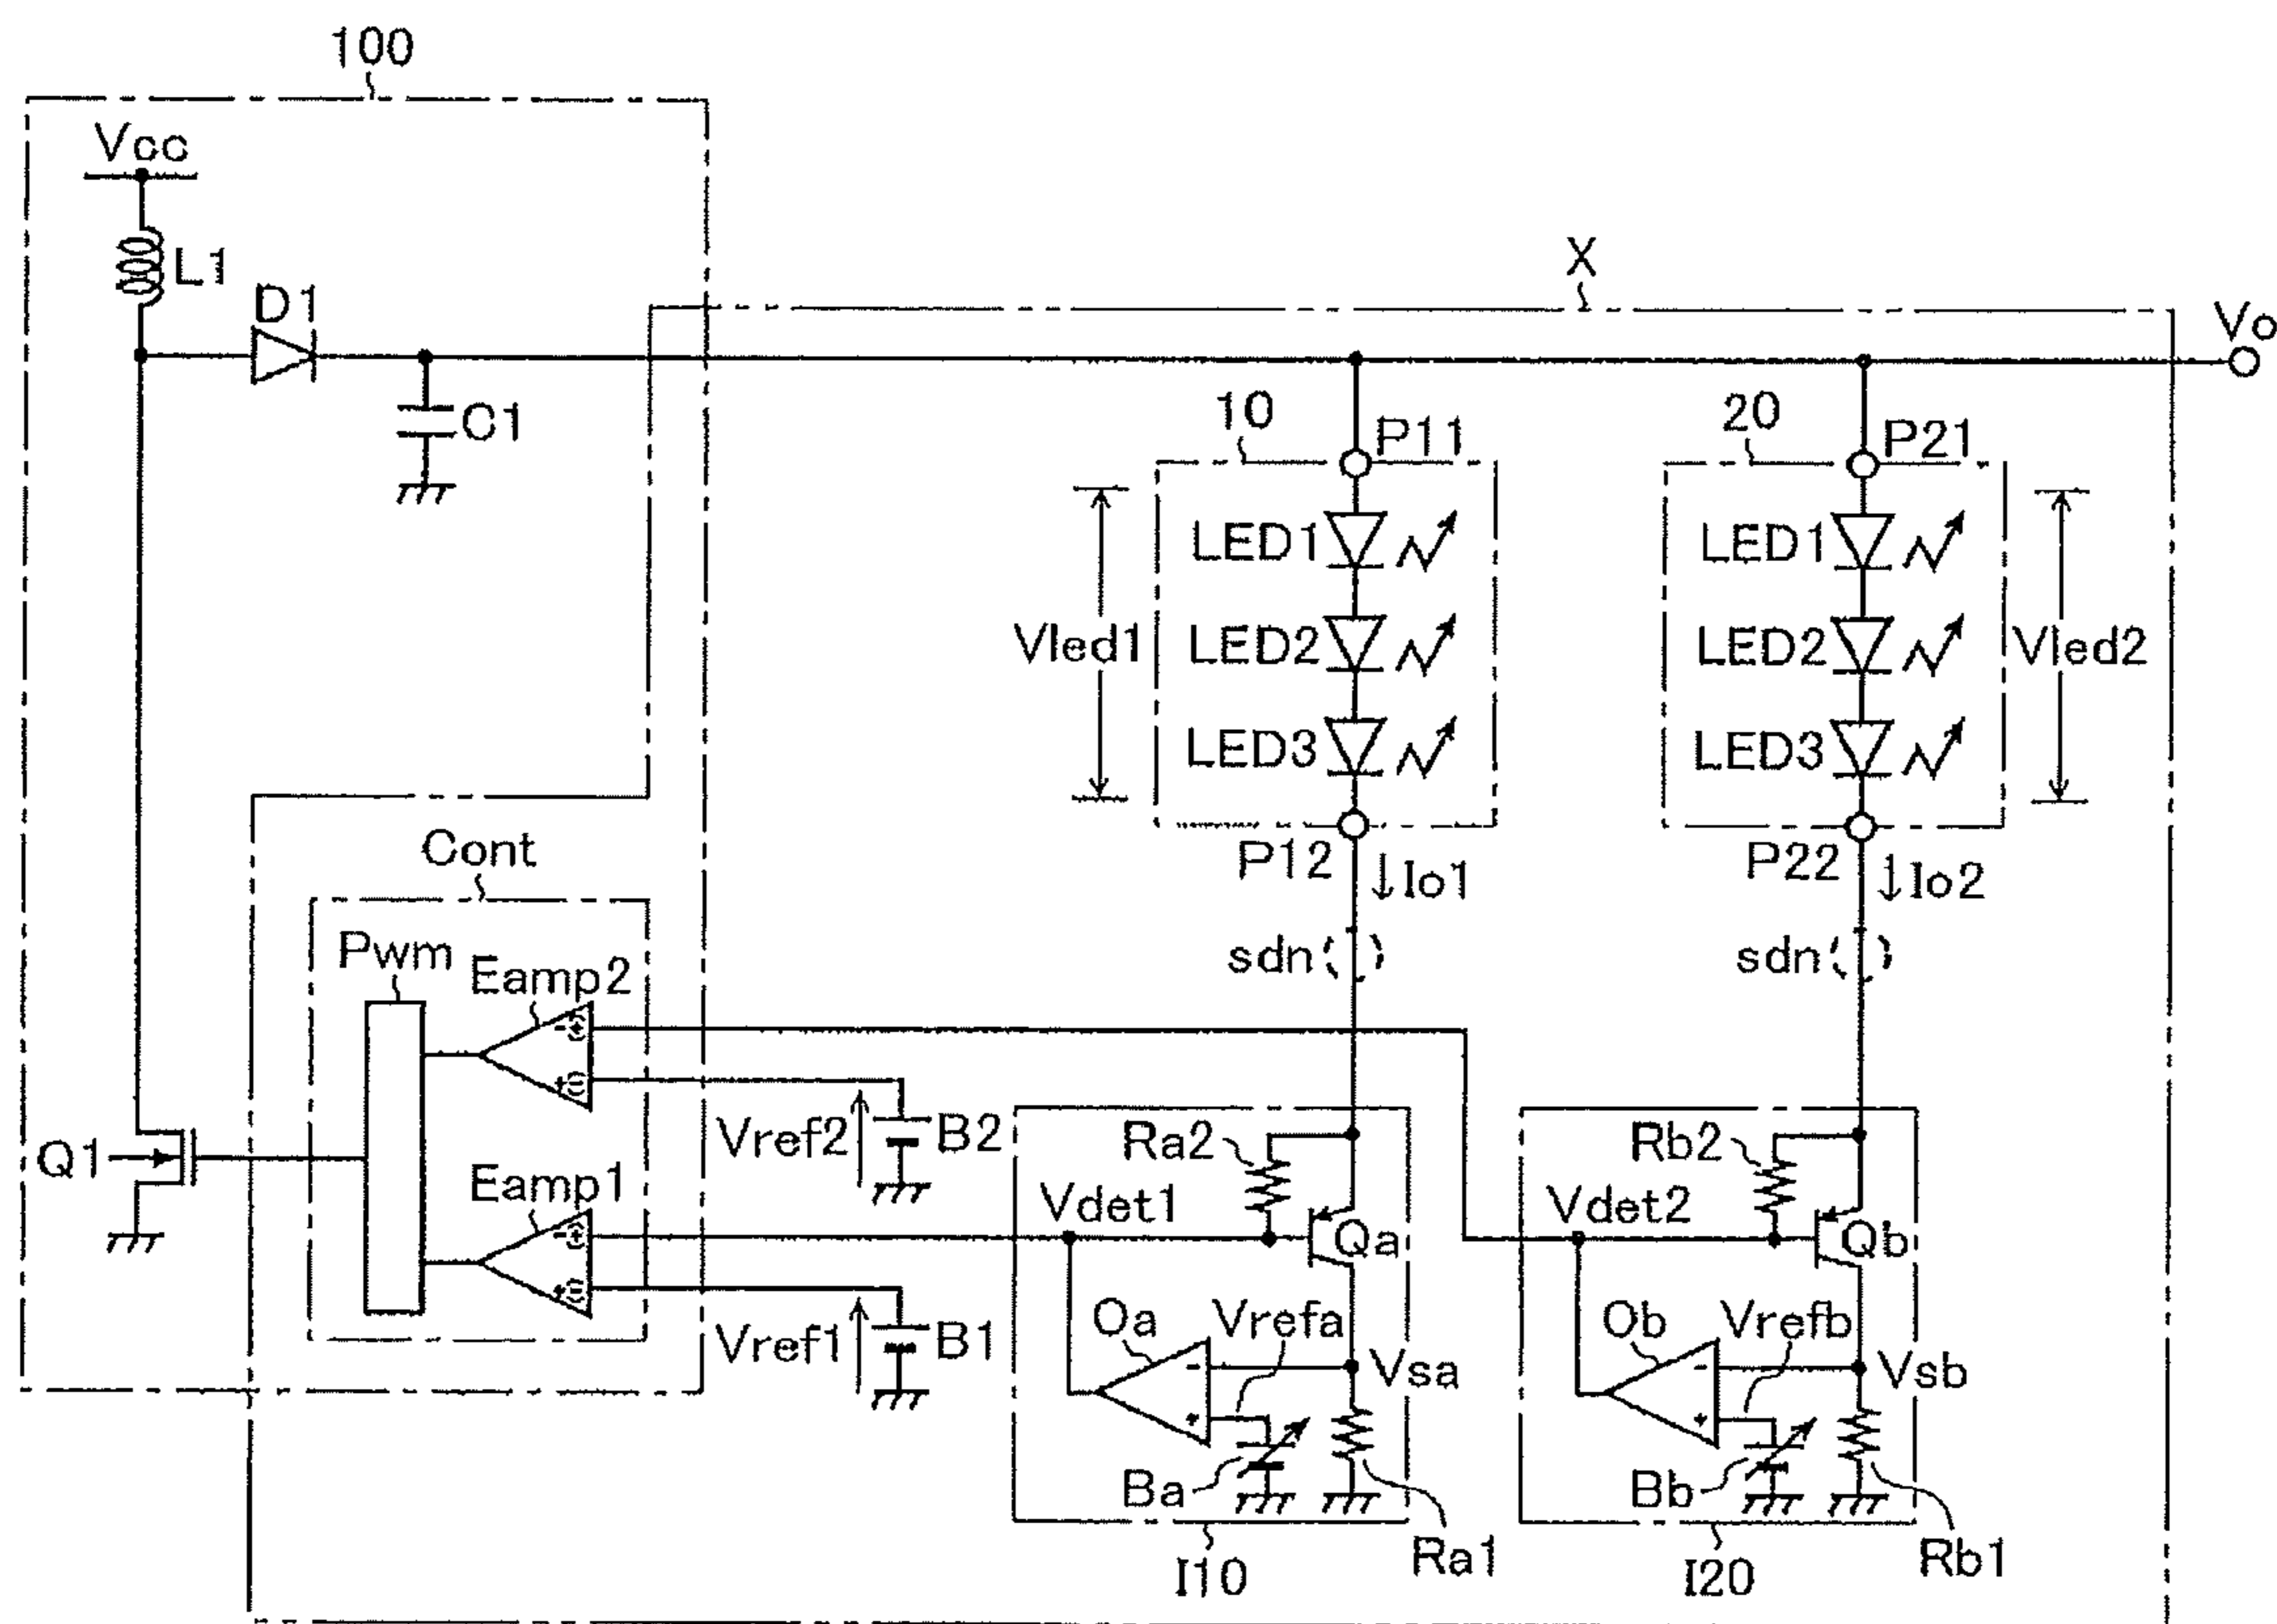 100
Vcc
L1
D1
C1
X
Vo
10
P11
20
P21
LED1
LED2
LED3
Vled1
LED1
LED2
LED3
Vled2
P12
Io1
P22
Io2
sdn
sdn
Cont
Pwm
Eamp2
- (+)
+ (-)
Eamp1
- (+)
+ (-)
Q1
Vref2
B2
Vref1
B1
Ra2
Vdet1
Qa
Oa
Vrefa
-
+
Vsa
Ba
Ra1
I10
Rb2
Vdet2
Qb
Ob
Vrefb
-
+
Vsb
Bb
Rb1
I20